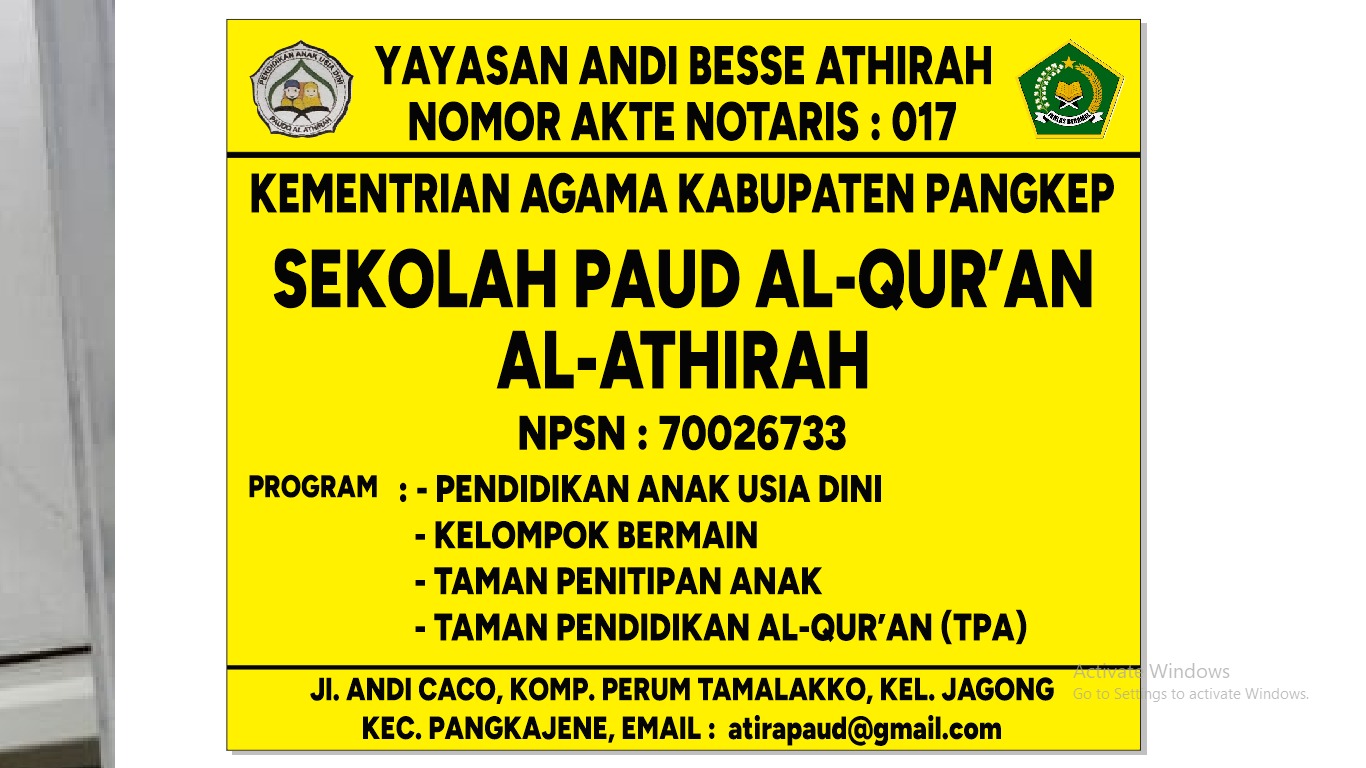 YAYASAN ANDI BESSE ATHIRAH
NOMOR AKTE NOTARIS : 017
PENDIDIKAN ANAK USIA DINI
PAUDQ AL ATHIRAH
IKHLAS BERAMAL
KEMENTRIAN AGAMA KABUPATEN PANGKEP
SEKOLAH PAUD AL-QUR’AN
AL-ATHIRAH
NPSN : 70026733
PROGRAM : - PENDIDIKAN ANAK USIA DINI
- KELOMPOK BERMAIN
- TAMAN PENITIPAN ANAK
- TAMAN PENDIDIKAN AL-QUR’AN (TPA)
Jl. ANDI CACO, KOMP. PERUM TAMALAKKO, KEL. JAGONG
KEC. PANGKAJENE, EMAIL : atirapaud@gmail.com
Activate Windows
Go to Settings to activate Windows.